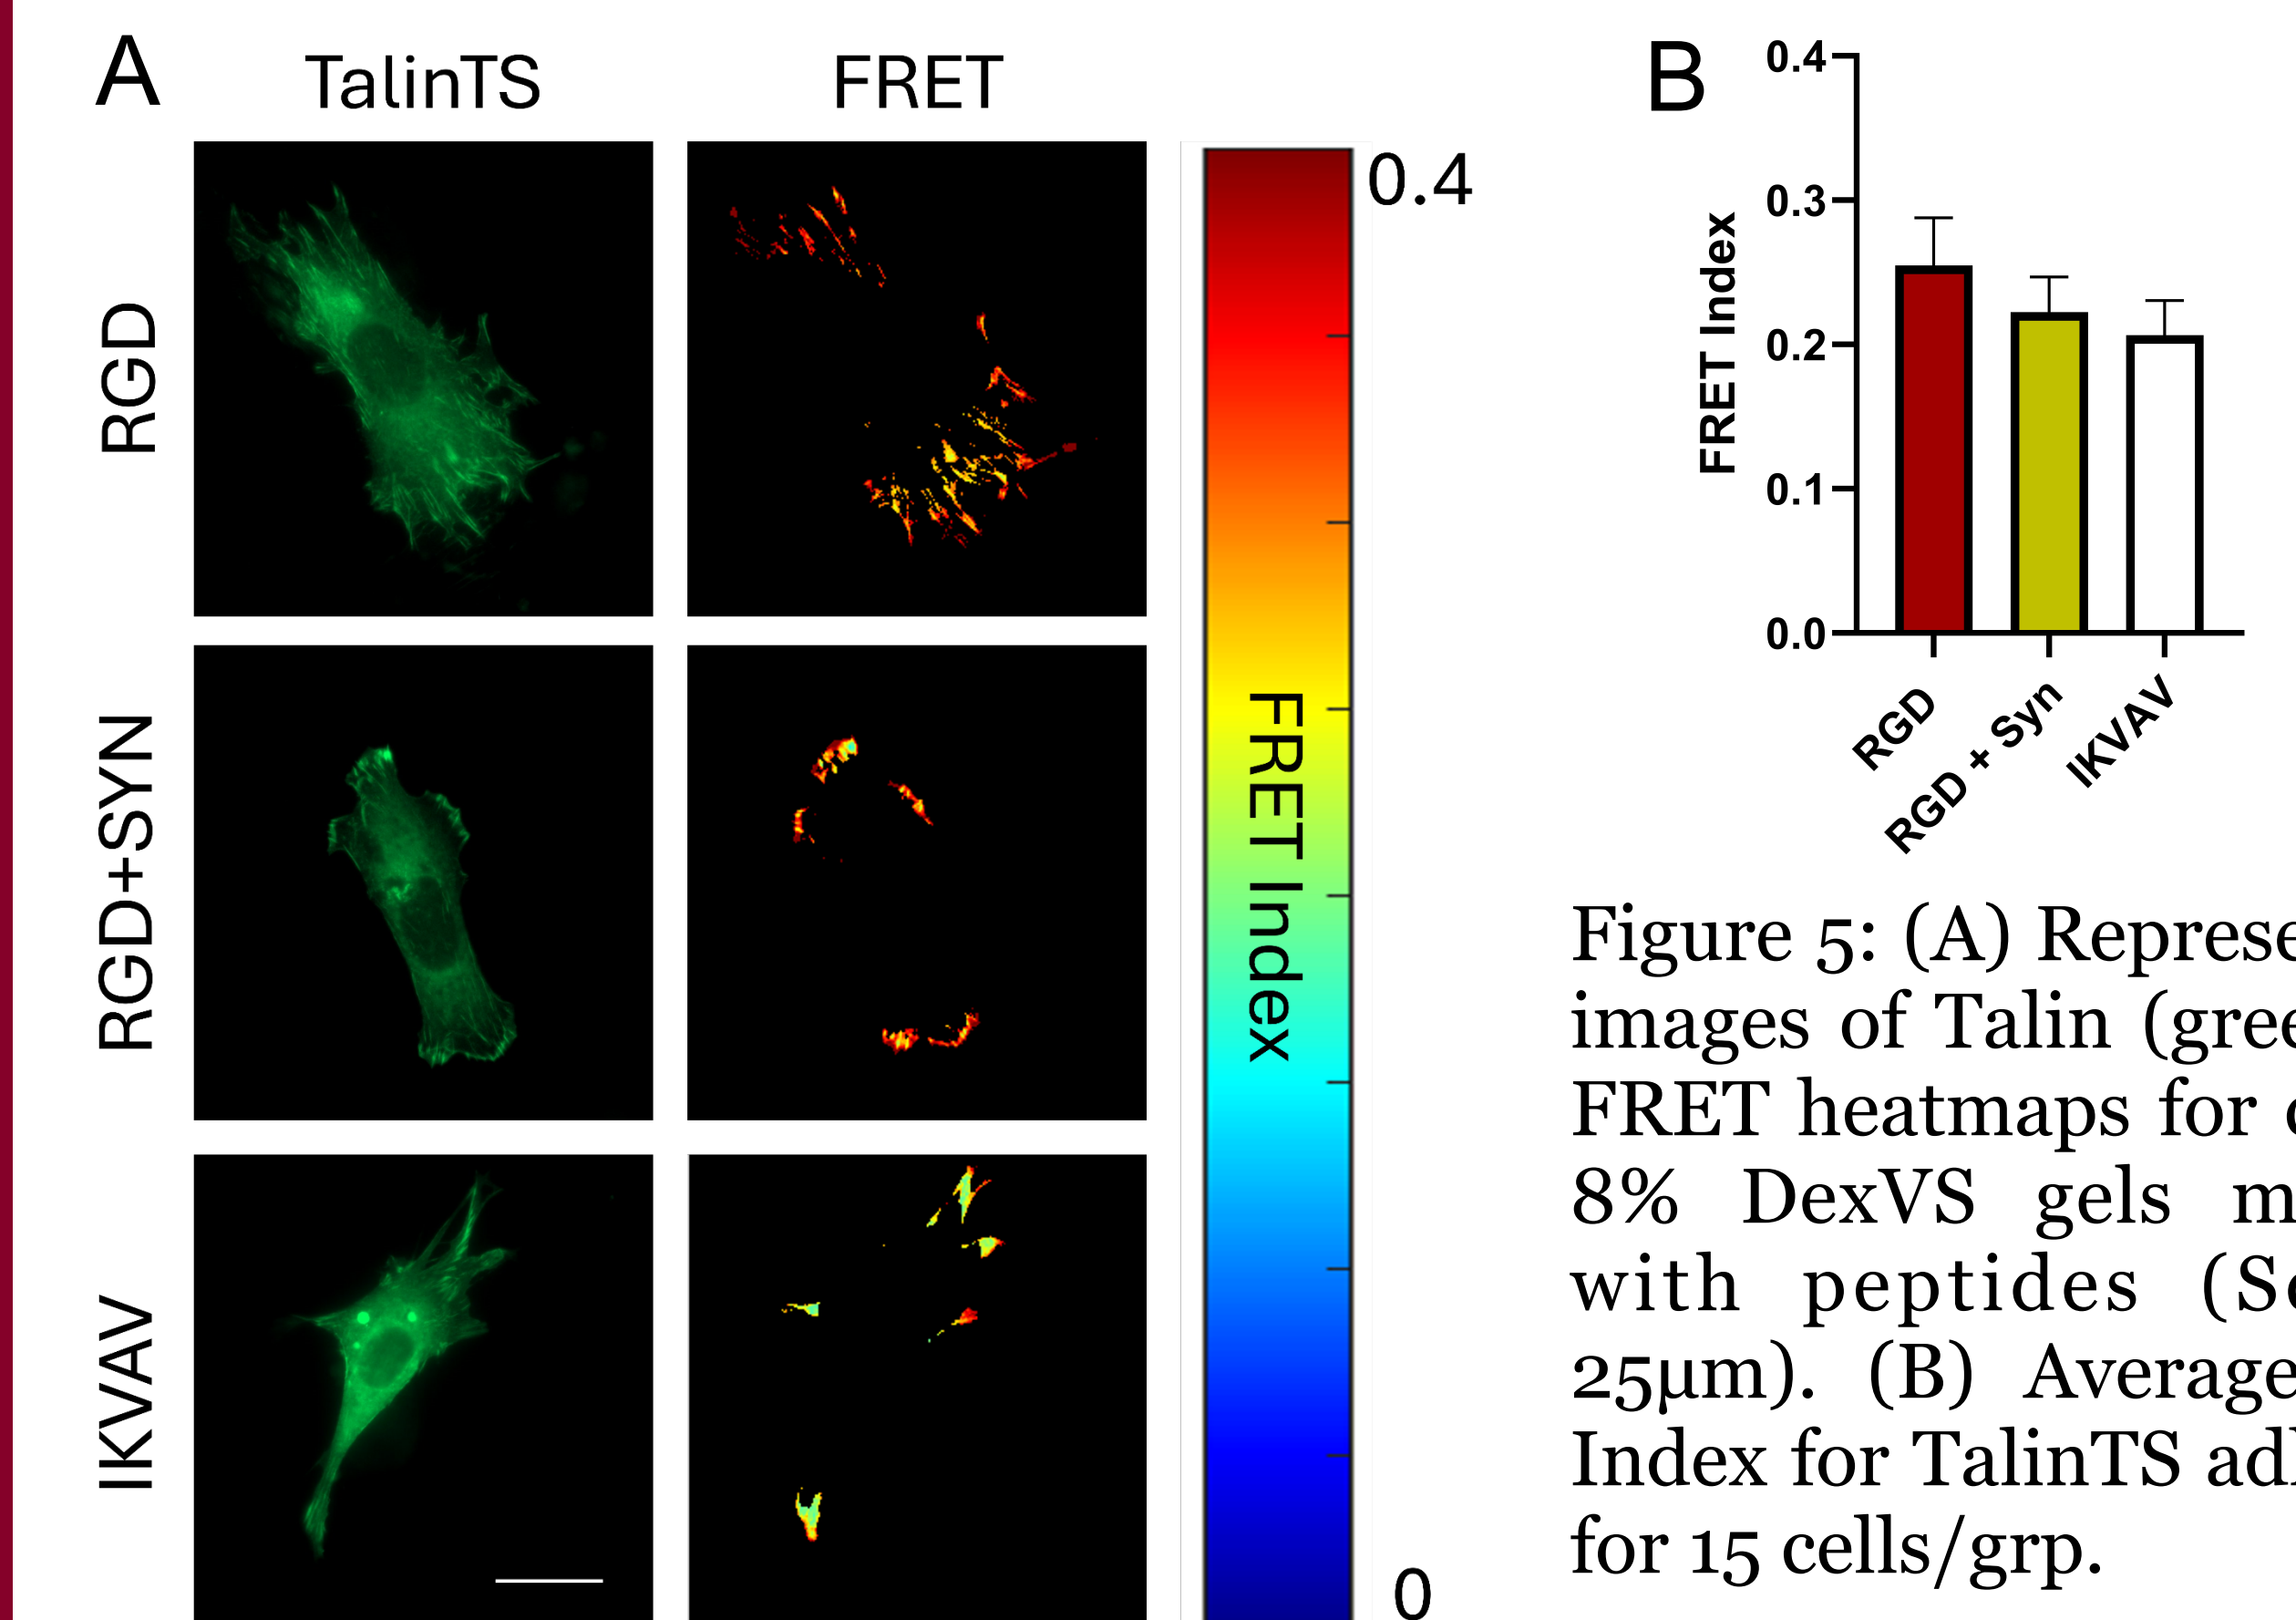 A
TalinTS
FRET
RGD
RGD+SYN
IKVAV
0.4
FRET Index
0
B
FRET Index
0.4
0.3
0.2
0.1
0.0
RGD
RGD + Syn
IKVAV
Figure 5: (A)
images of Talin
FRET heatmaps for
8% DexVS gels
with peptides
25µm). (B) Average
Index for TalinTS
for 15 cells/grp.